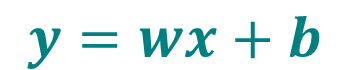 y = wx + b